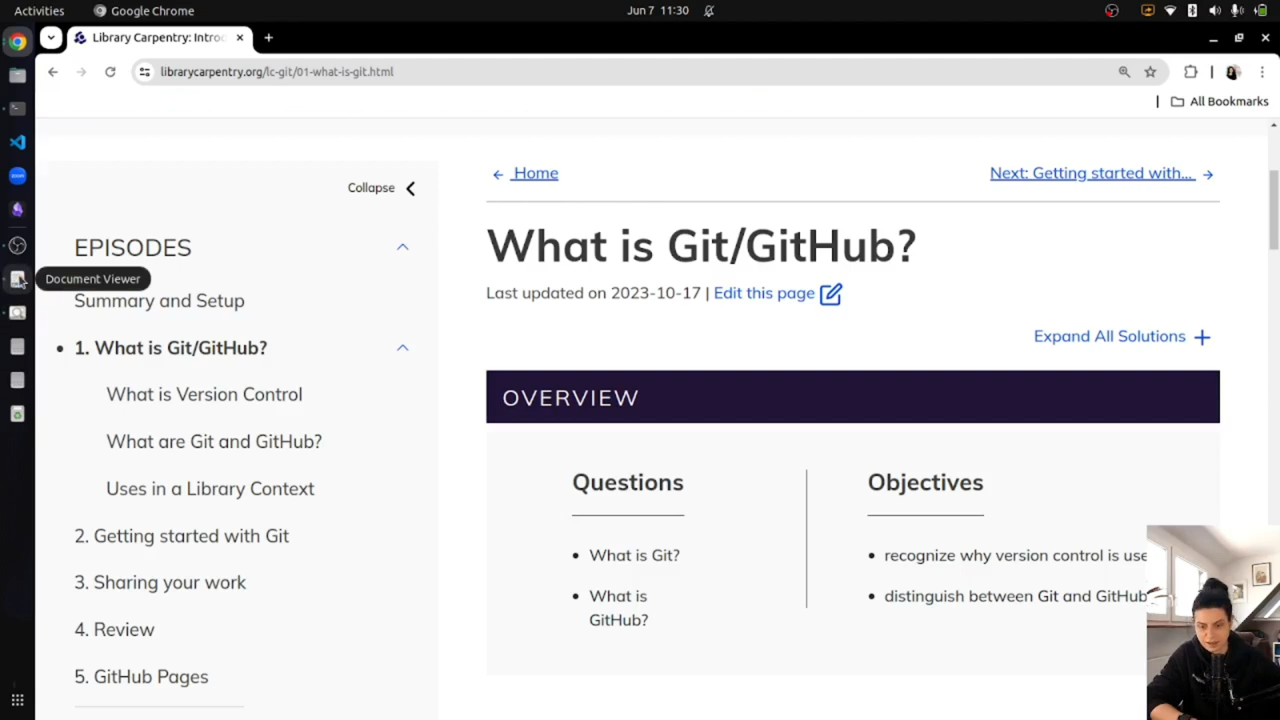 Activities
Google Chrome
Jun 7 11:30
Library Carpentry: Intro
librarycarpentry.org/lc-git/01-what-is-git.html
All Bookmarks
Collapse
EPISODES
Document Viewer
Summary and Setup
1. What is Git/GitHub?
What is Version Control
What are Git and GitHub?
Uses in a Library Context
2. Getting started with Git
3. Sharing your work
4. Review
5. GitHub Pages
← Home
Next: Getting started with... →
What is Git/GitHub?
Last updated on 2023-10-17 | Edit this page
Expand All Solutions +
OVERVIEW
Questions
• What is Git?
• What is
GitHub?
Objectives
• recognize why version control is use
• distinguish between Git and GitHub